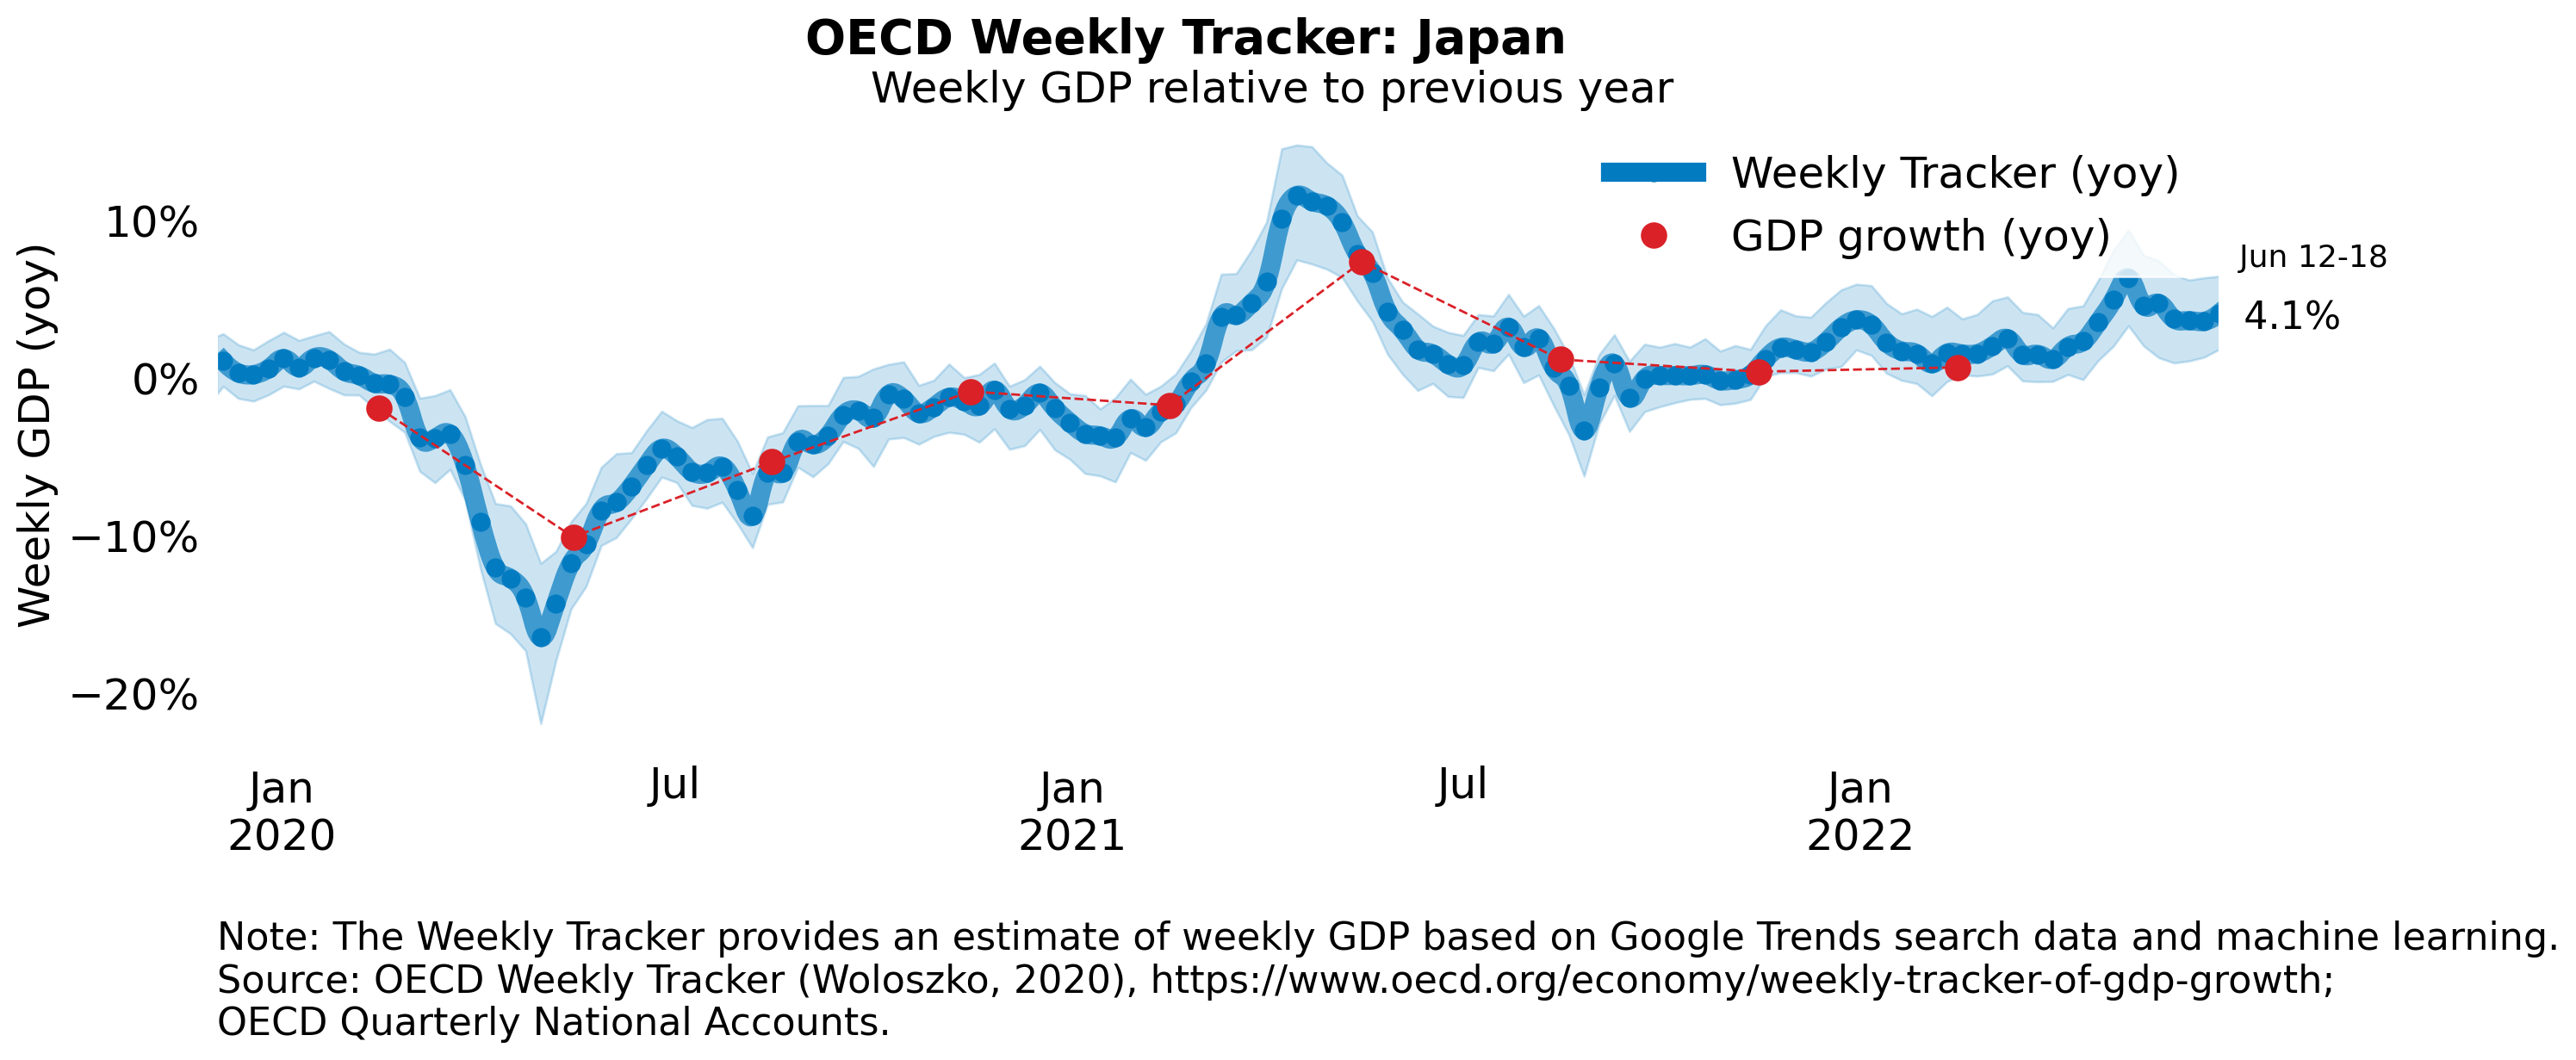 OECD Weekly Tracker: Japan
Weekly GDP relative to previous year
Weekly Tracker (yoy)
GDP growth (yoy)
Weekly GDP (yoy)
10%
0%
−10%
−20%
Jun 12-18
4.1%
Jan
2020
Jul
Jan
2021
Jul
Jan
2022
Note: The Weekly Tracker provides an estimate of weekly GDP based on Google Trends search data and machine learning.
Source: OECD Weekly Tracker (Woloszko, 2020), https://www.oecd.org/economy/weekly-tracker-of-gdp-growth;
OECD Quarterly National Accounts.